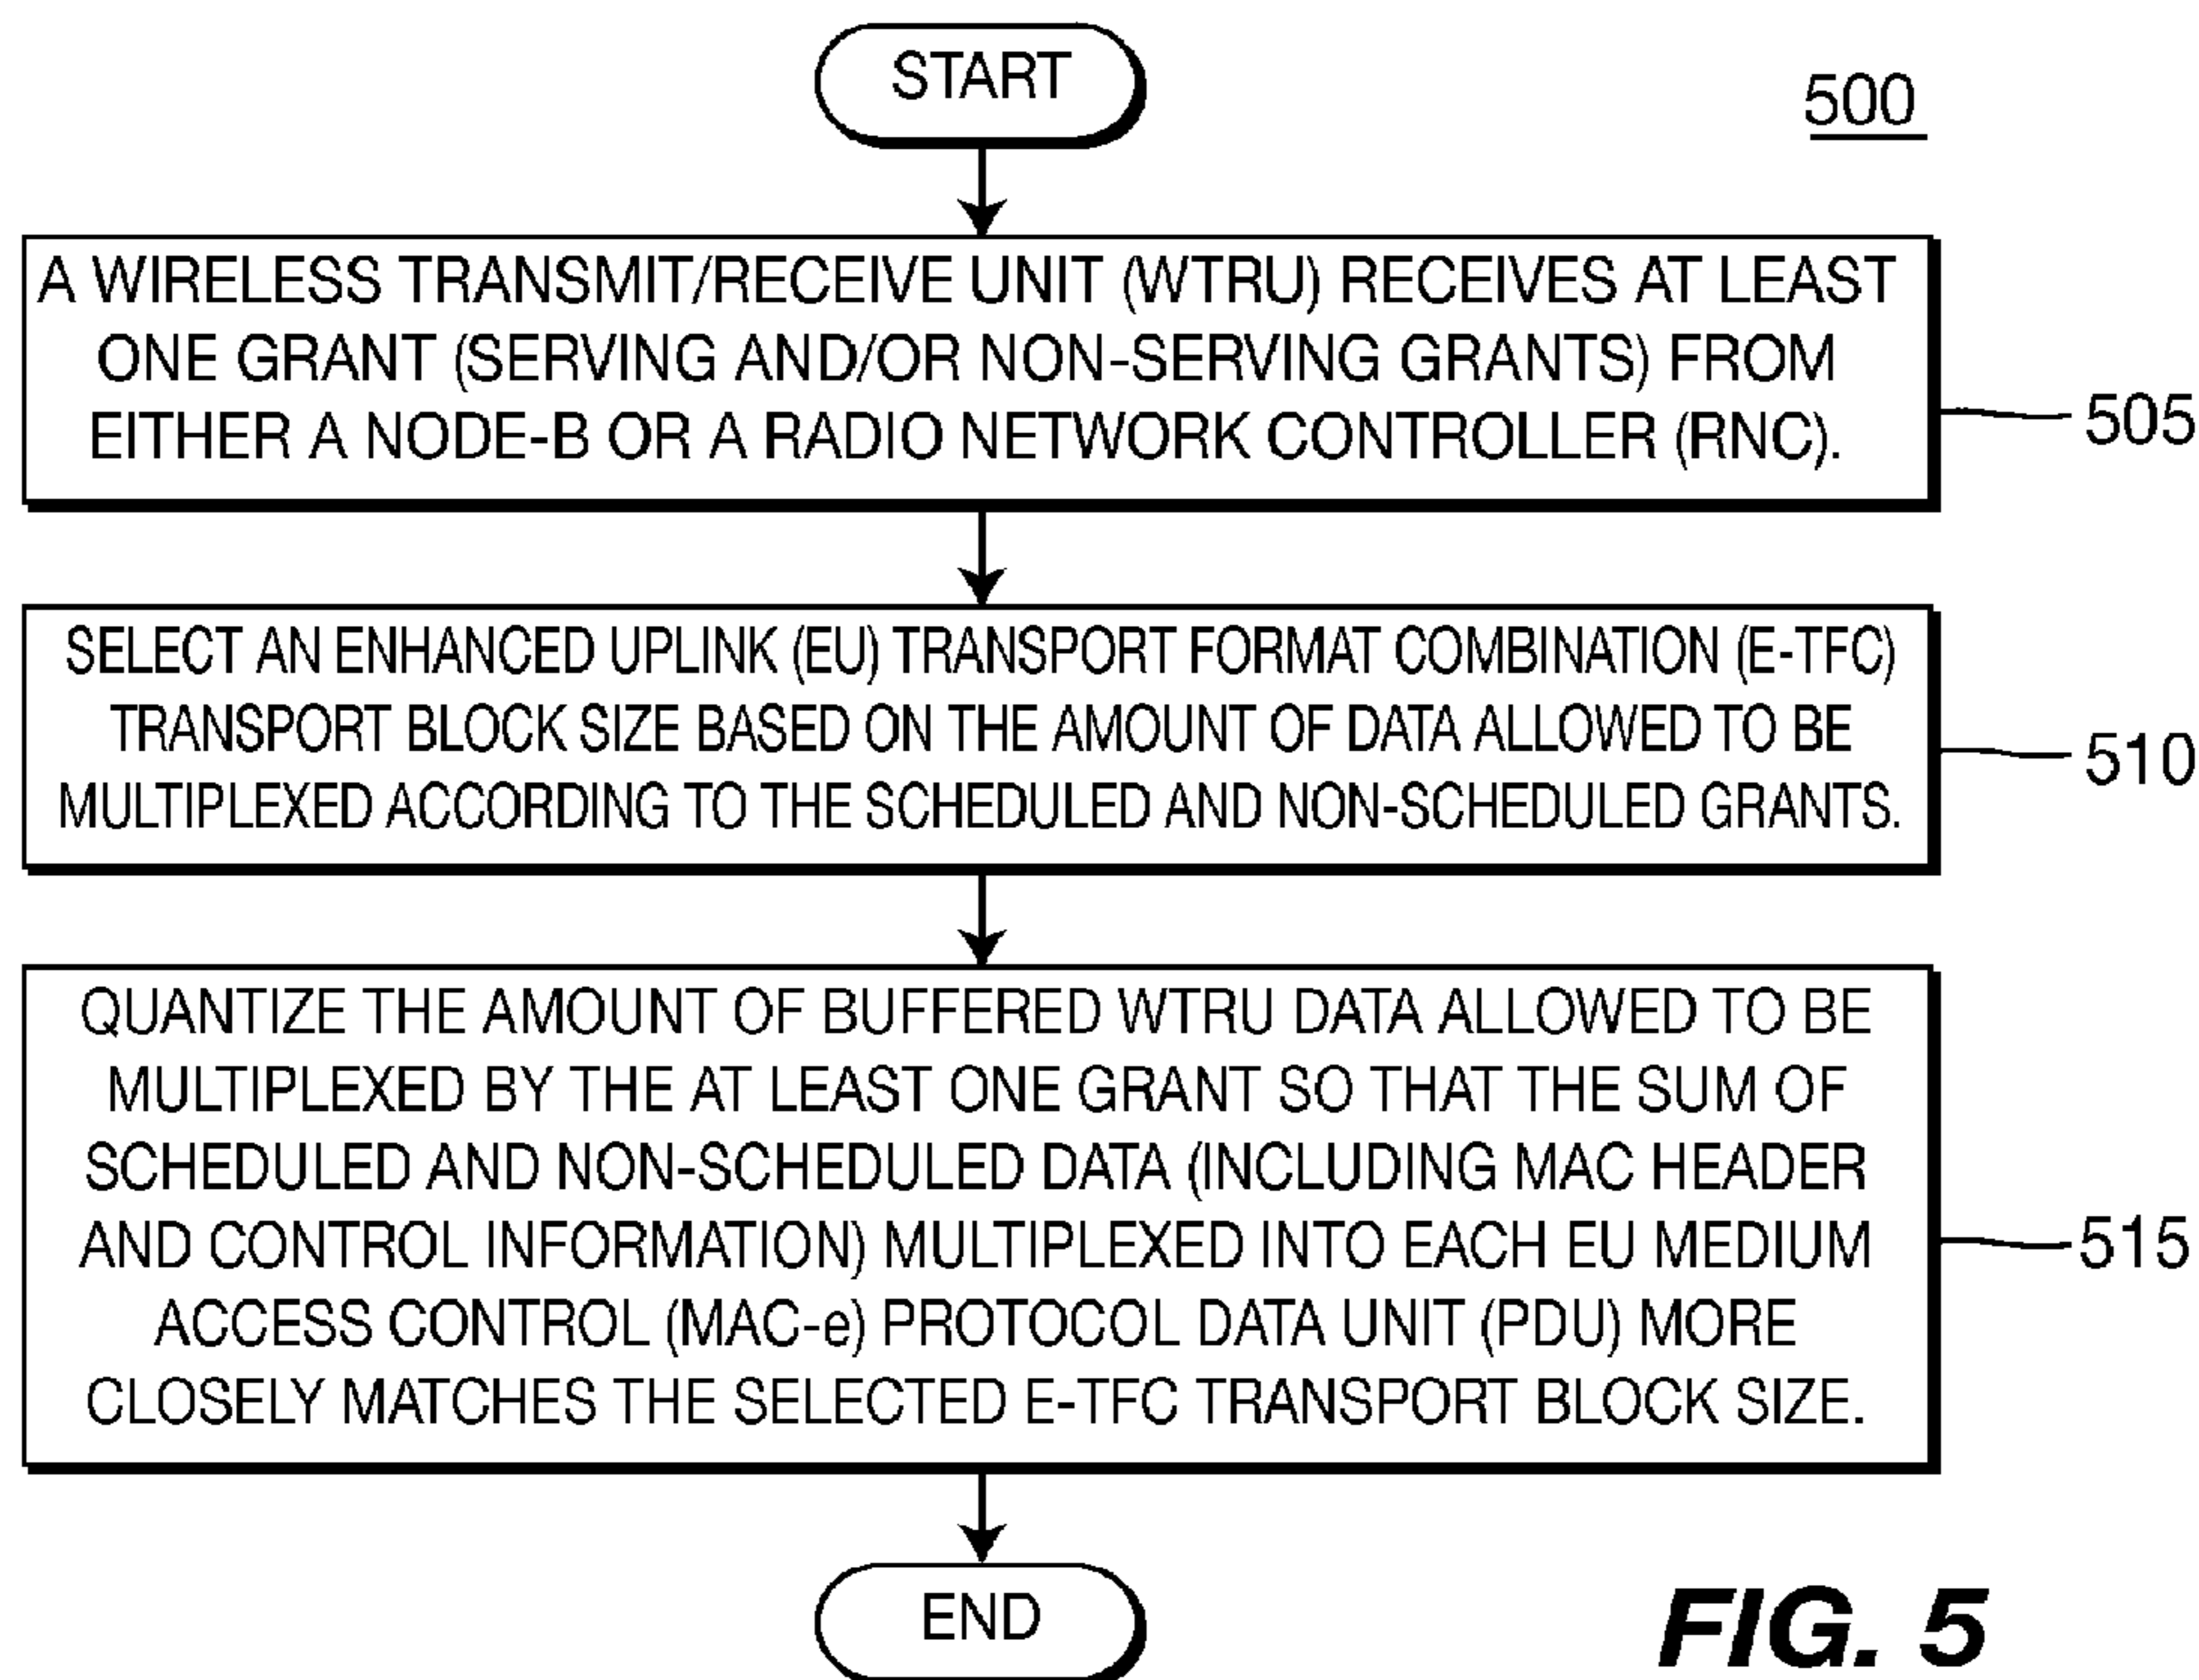 START
500
A WIRELESS TRANSMIT/RECEIVE UNIT (WTRU) RECEIVES AT LEAST
ONE GRANT (SERVING AND/OR NON-SERVING GRANTS) FROM
EITHER A NODE-B OR A RADIO NETWORK CONTROLLER (RNC).
505
SELECT AN ENHANCED UPLINK (EU) TRANSPORT FORMAT COMBINATION (E-TFC)
TRANSPORT BLOCK SIZE BASED ON THE AMOUNT OF DATA ALLOWED TO BE
MULTIPLEXED ACCORDING TO THE SCHEDULED AND NON-SCHEDULED GRANTS.
510
QUANTIZE THE AMOUNT OF BUFFERED WTRU DATA ALLOWED TO BE
MULTIPLEXED BY THE AT LEAST ONE GRANT SO THAT THE SUM OF
SCHEDULED AND NON-SCHEDULED DATA (INCLUDING MAC HEADER
AND CONTROL INFORMATION) MULTIPLEXED INTO EACH EU MEDIUM
ACCESS CONTROL (MAC-e) PROTOCOL DATA UNIT (PDU) MORE
CLOSELY MATCHES THE SELECTED E-TFC TRANSPORT BLOCK SIZE.
515
END
FIG. 5